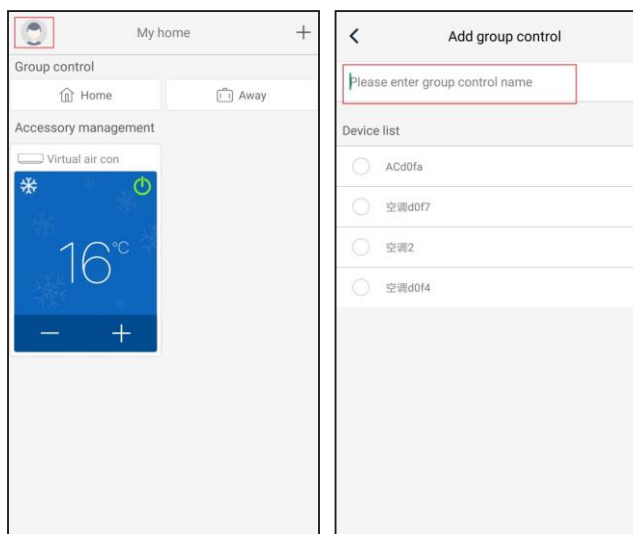 My home
+
Group control
Home
Away
Accessory management
Virtual air con
16°C
— +
Add group control
Please enter group control name
Device list
ACd0fa
空调d0f7
空调2
空调d0f4